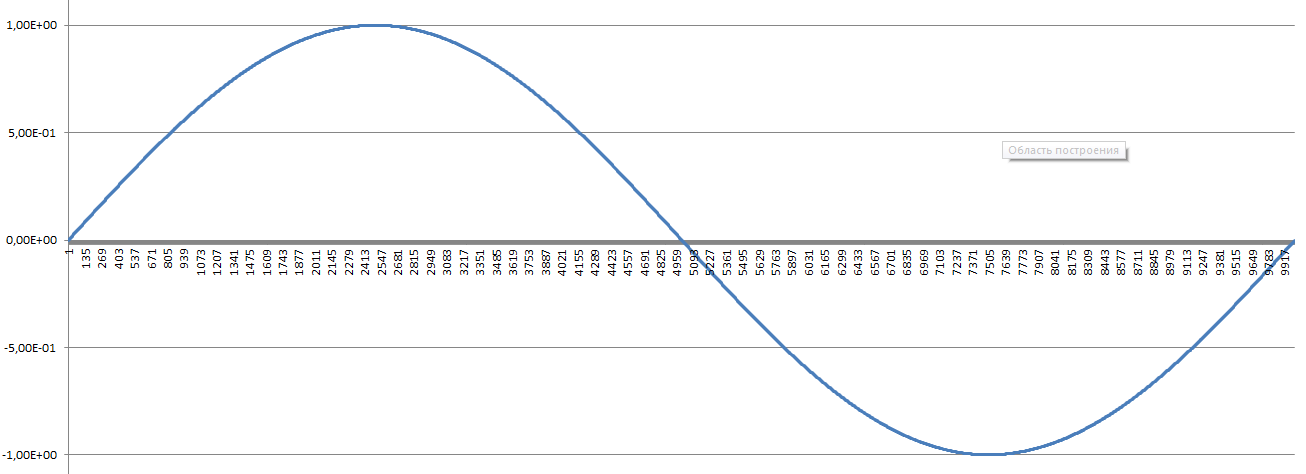 1,00E+00
5,00E-01
Область построения
0,00E+00
1 135 269 403 537 671 805 939 1073 1207 1341 1475 1609 1743 1877 2011 2145 2279 2413 2547 2681 2815 2949 3083 3217 3351 3485 3619 3753 3887 4021 4155 4289 4423 4557 4691 4825 4959 5093 5227 5361 5495 5629 5763 5897 6031 6165 6299 6433 6567 6701 6835 6969 7103 7237 7371 7505 7639 7773 7907 8041 8175 8309 8443 8577 8711 8845 8979 9113 9247 9381 9515 9649 9783 9917
-5,00E-01
-1,00E+00